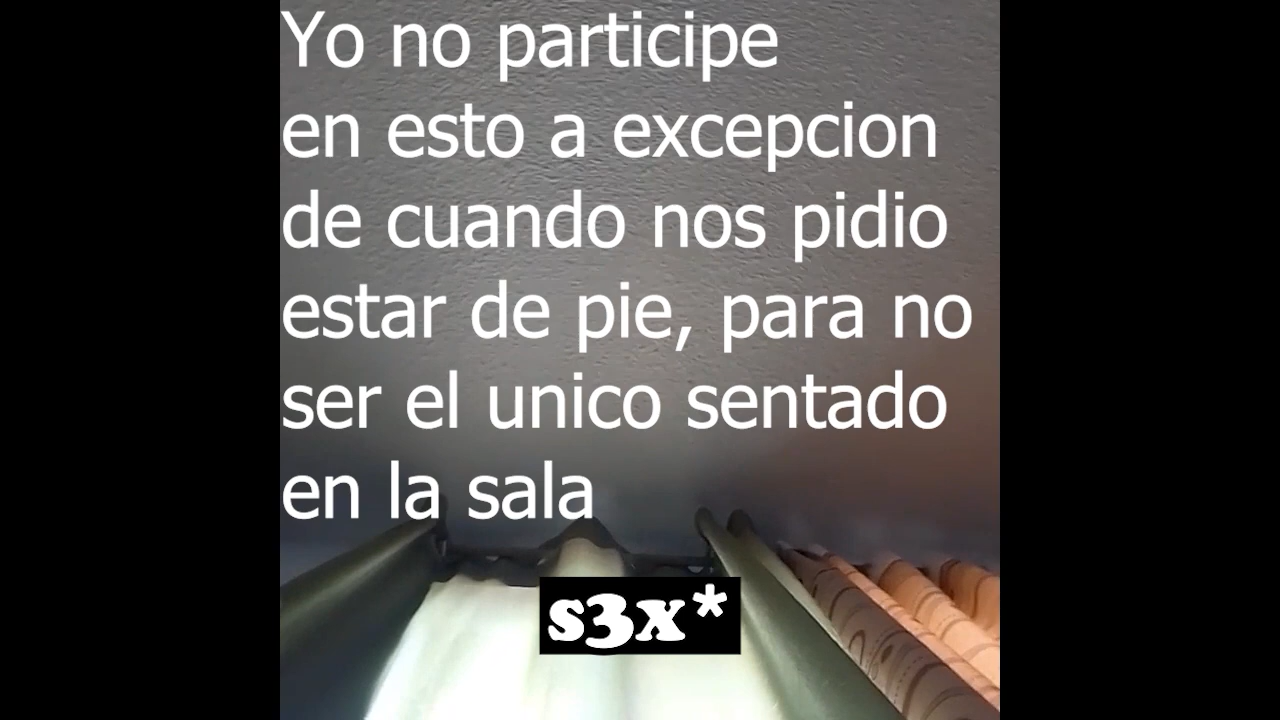 Yo no participe
en esto a excepcion
de cuando nos pidio
estar de pie, para no
ser el unico sentado
en la sala
s3x*